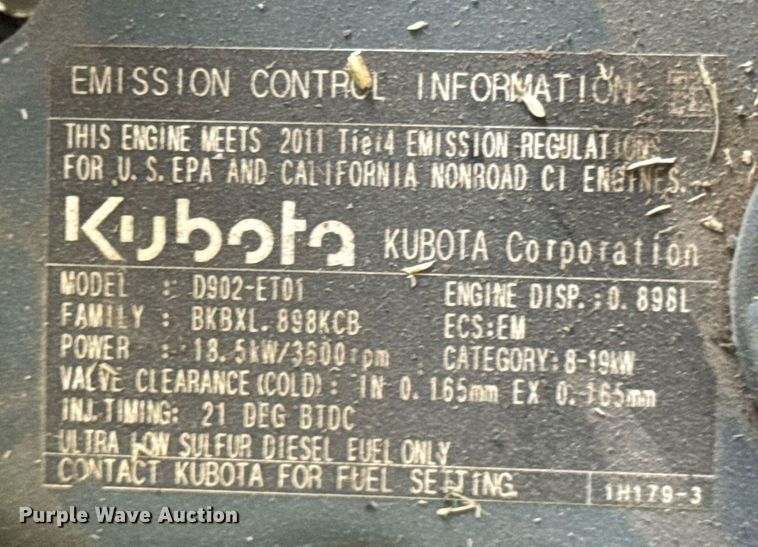 EMISSION CONTROL INFORMATION
THIS ENGINE MEETS 2011 Tier4 EMISSION REGULATIONS
FOR U.S. EPA AND CALIFORNIA NONROAD CI ENGINES.
Kubota KUBOTA Corporation
MODEL : D902-ET01 ENGINE DISP.: 0.898L
FAMILY : BKBXL.898KCB ECS:EM
POWER : 18.5kW/3600rpm CATEGORY: 8-19kW
VALVE CLEARANCE(COLD): IN 0.165mm EX 0.165mm
INJ.TIMING: 21 DEG BTDC
ULTRA LOW SULFUR DIESEL FUEL ONLY
CONTACT KUBOTA FOR FUEL SETTING. 1H179-3
Purple Wave Auction